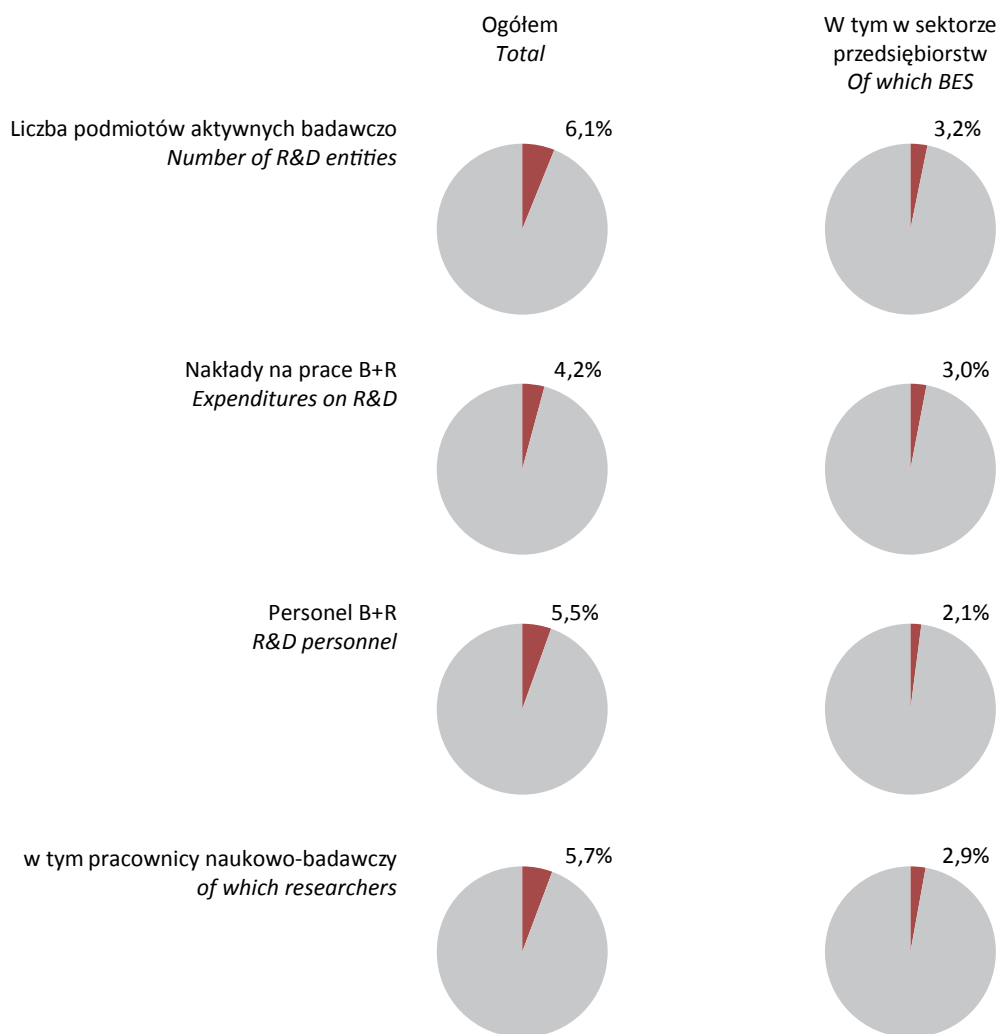 Ogółem
Total
W tym w sektorze
przedsiębiorstw
Of which BES
Liczba podmiotów aktywnych badawczo
Number of R&D entities
6,1%
3,2%
Nakłady na prace B+R
Expenditures on R&D
4,2%
3,0%
Personel B+R
R&D personnel
5,5%
2,1%
w tym pracownicy naukowo-badawczy
of which researchers
5,7%
2,9%